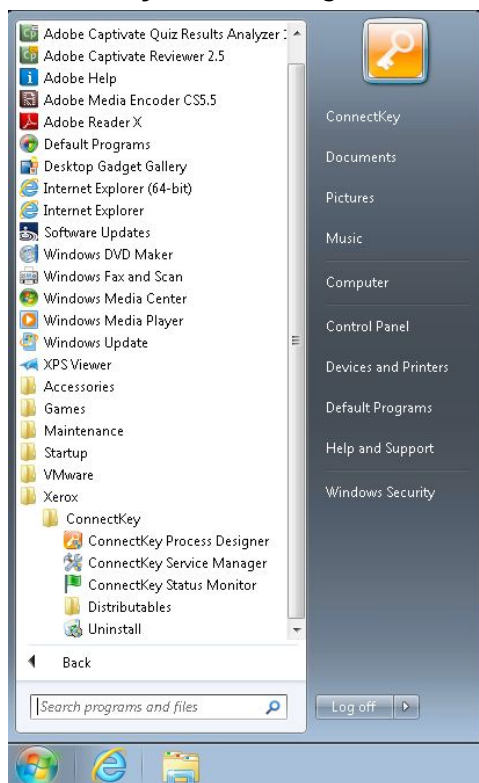 Adobe Captivate Quiz Results Analyzer
Adobe Captivate Reviewer 2.5
Adobe Help
Adobe Media Encoder CS5.5
Adobe Reader X
Default Programs
Desktop Gadget Gallery
Internet Explorer (64-bit)
Internet Explorer
Software Updates
Windows DVD Maker
Windows Fax and Scan
Windows Media Center
Windows Media Player
Windows Update
XPS Viewer
Accessories
Games
Maintenance
Startup
VMware
Xerox
ConnectKey
ConnectKey Process Designer
ConnectKey Service Manager
ConnectKey Status Monitor
Distributables
Uninstall
Back
Search programs and files
ConnectKey
Documents
Pictures
Music
Computer
Control Panel
Devices and Printers
Default Programs
Help and Support
Windows Security
Log off